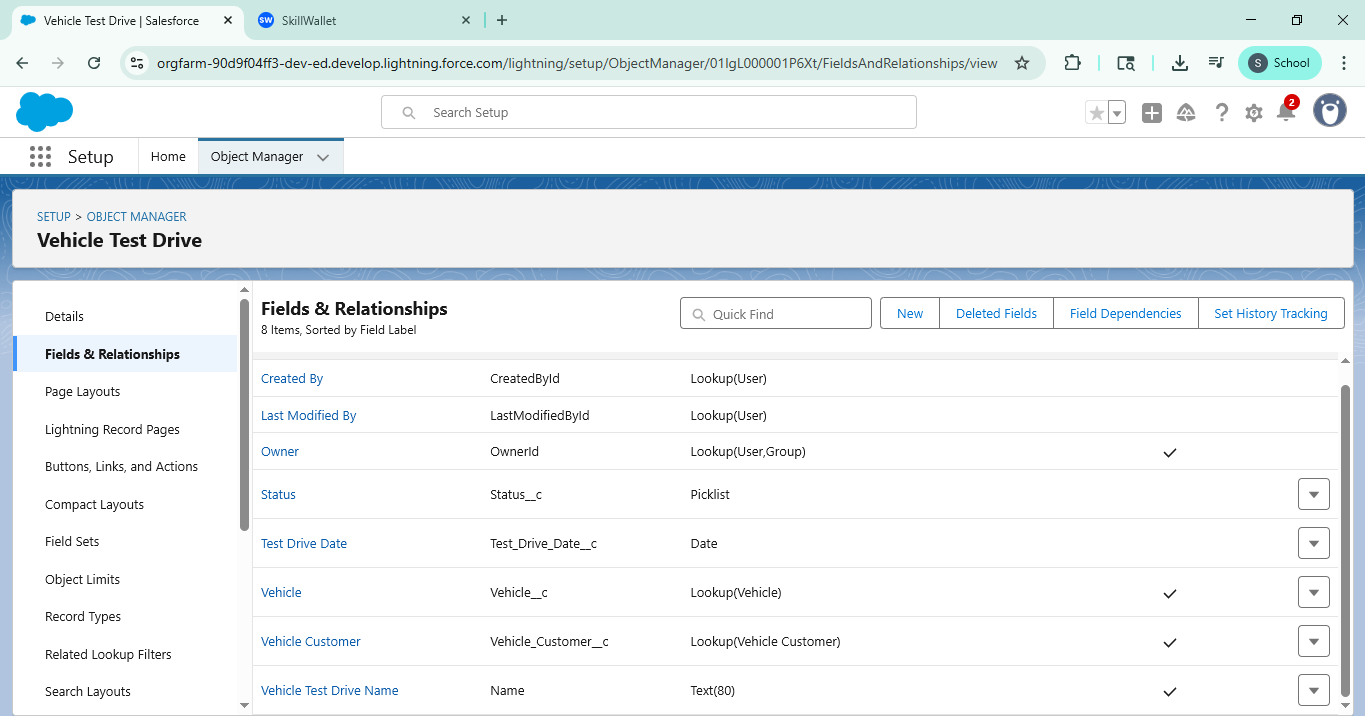 Vehicle Test Drive | Salesforce
SW SkillWallet
orgfarm-90d9f04ff3-dev-ed.develop.lightning.force.com/lightning/setup/ObjectManager/01IgL000001P6Xt/FieldsAndRelationships/view
S School
Search Setup
2
Setup Home Object Manager
SETUP > OBJECT MANAGER
Vehicle Test Drive
Details
Fields & Relationships
Page Layouts
Lightning Record Pages
Buttons, Links, and Actions
Compact Layouts
Field Sets
Object Limits
Record Types
Related Lookup Filters
Search Layouts
Fields & Relationships
8 Items, Sorted by Field Label
Quick Find
New Deleted Fields Field Dependencies Set History Tracking
Created By CreatedById Lookup(User)
Last Modified By LastModifiedById Lookup(User)
Owner OwnerId Lookup(User,Group)
Status Status__c Picklist
Test Drive Date Test_Drive_Date__c Date
Vehicle Vehicle__c Lookup(Vehicle)
Vehicle Customer Vehicle_Customer__c Lookup(Vehicle Customer)
Vehicle Test Drive Name Name Text(80)